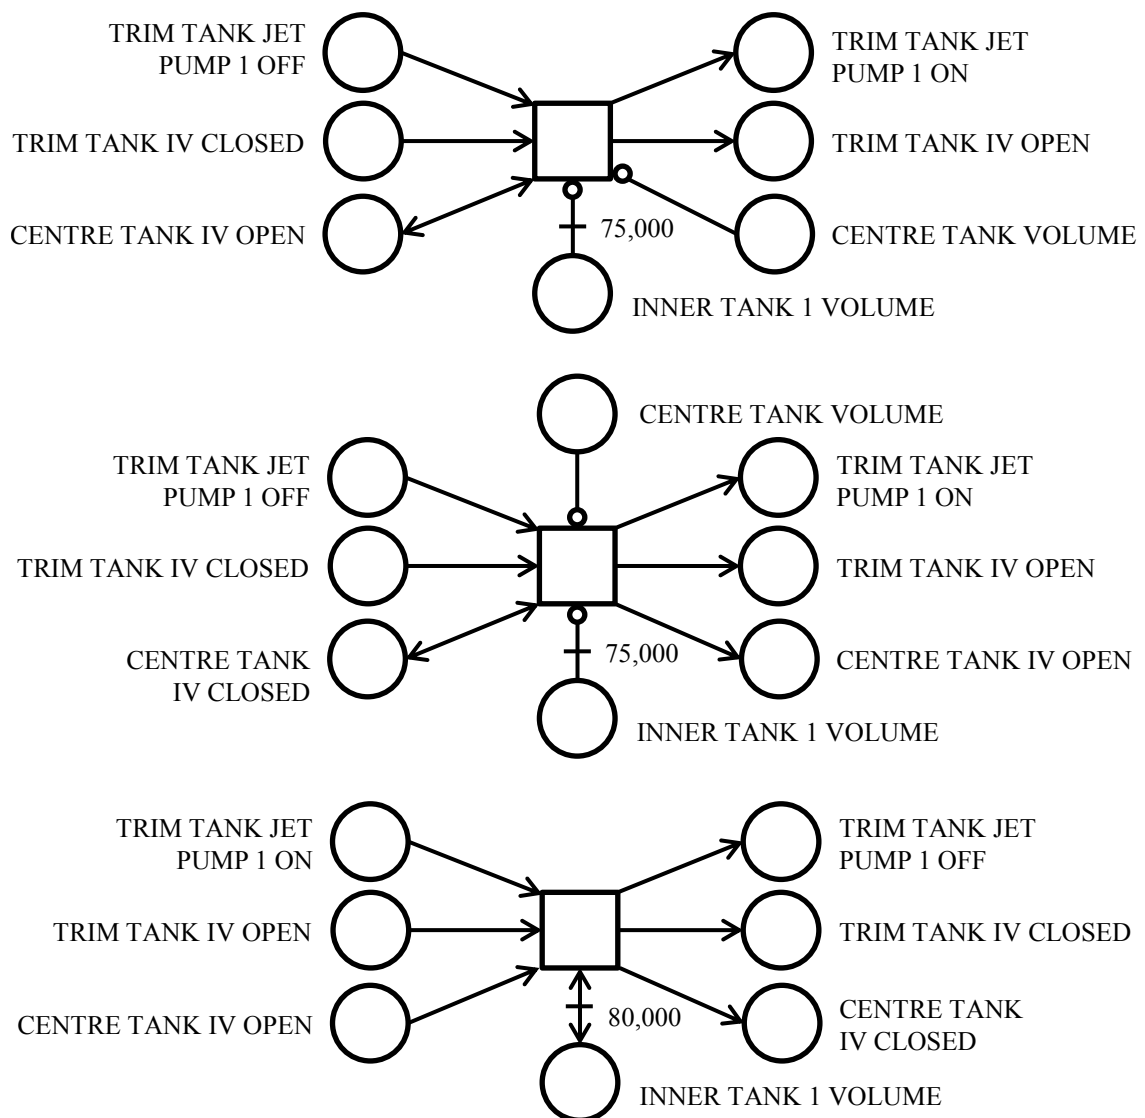 TRIM TANK JET
PUMP 1 OFF
TRIM TANK JET
PUMP 1 ON
TRIM TANK IV CLOSED
TRIM TANK IV OPEN
CENTRE TANK IV OPEN
75,000
CENTRE TANK VOLUME
INNER TANK 1 VOLUME
CENTRE TANK VOLUME
TRIM TANK JET
PUMP 1 OFF
TRIM TANK JET
PUMP 1 ON
TRIM TANK IV CLOSED
TRIM TANK IV OPEN
CENTRE TANK
IV CLOSED
75,000
CENTRE TANK IV OPEN
INNER TANK 1 VOLUME
TRIM TANK JET
PUMP 1 ON
TRIM TANK JET
PUMP 1 OFF
TRIM TANK IV OPEN
TRIM TANK IV CLOSED
CENTRE TANK IV OPEN
80,000
CENTRE TANK
IV CLOSED
INNER TANK 1 VOLUME